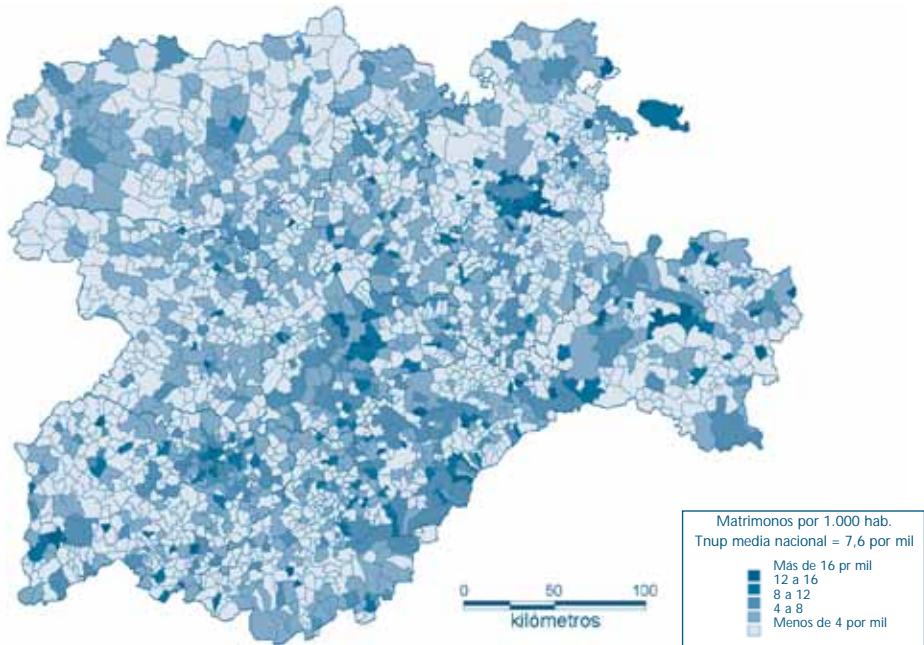 Matrimonos por 1.000 hab.
Tnup media nacional = 7,6 por mil
Más de 16 pr mil
12 a 16
8 a 12
4 a 8
Menos de 4 por mil
0 50 100
kilómetros